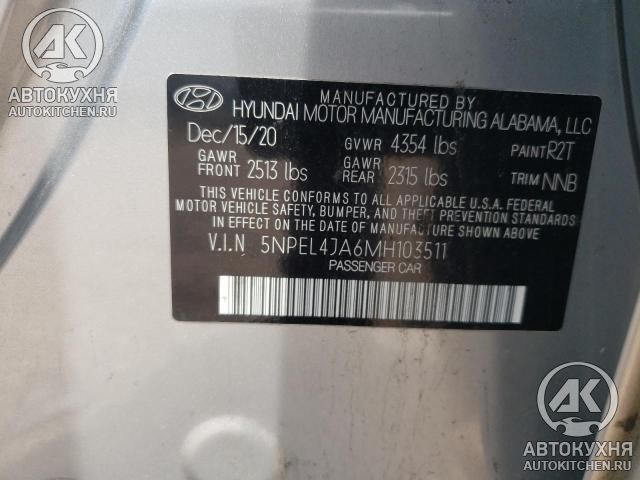 AK
АВТОКУХНЯ
AUTOKITCHEN.RU
MANUFACTURED BY
HYUNDAI MOTOR MANUFACTURING ALABAMA, LLC
Dec/15/20 GVWR 4354 lbs PAINT R2T
GAWR FRONT 2513 lbs GAWR REAR 2315 lbs TRIM NNB
THIS VEHICLE CONFORMS TO ALL APPLICABLE U.S.A. FEDERAL
MOTOR VEHICLE SAFETY, BUMPER, AND THEFT PREVENTION STANDARDS
IN EFFECT ON THE DATE OF MANUFACTURE SHOWN ABOVE.
V.I.N 5NPEL4JA6MH103511
PASSENGER CAR
AK
АВТОКУХНЯ
AUTOKITCHEN.RU